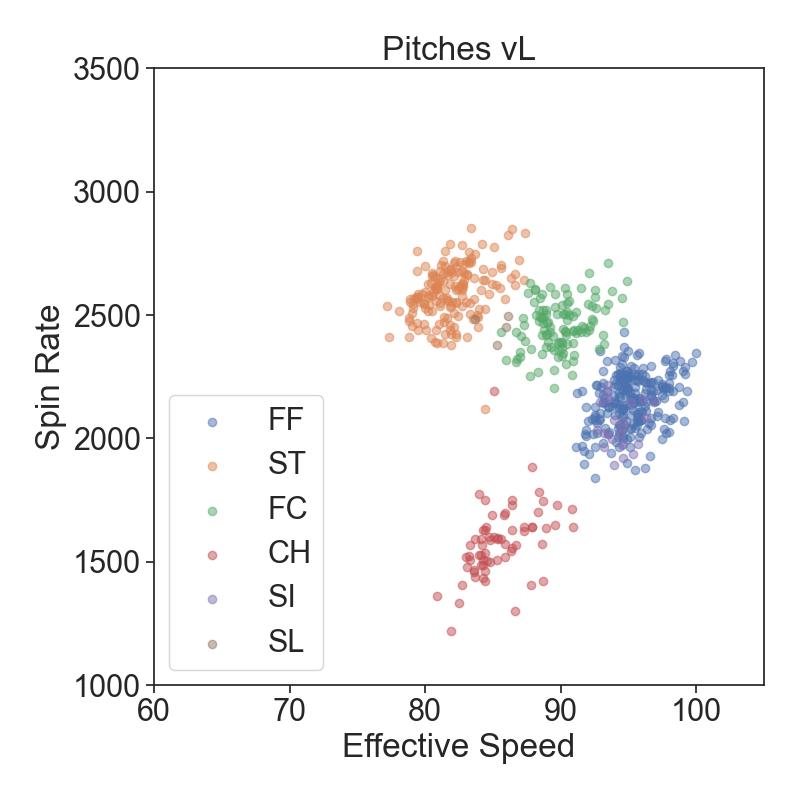 Pitches vL
3500
3000
2500
2000
1500
1000
Spin Rate
FF
ST
FC
CH
SI
SL
60 70 80 90 100
Effective Speed